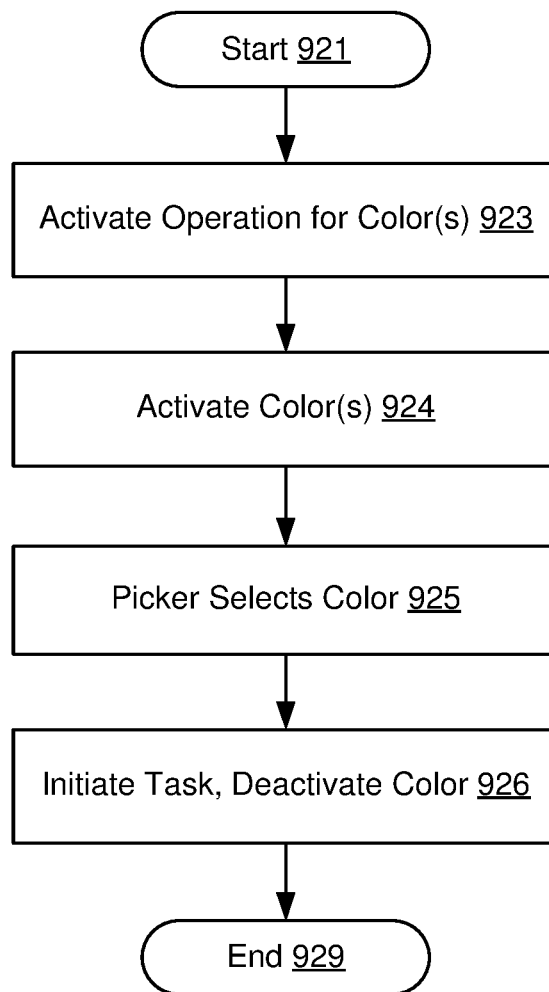 Start 921
Activate Operation for Color(s) 923
Activate Color(s) 924
Picker Selects Color 925
Initiate Task, Deactivate Color 926
End 929